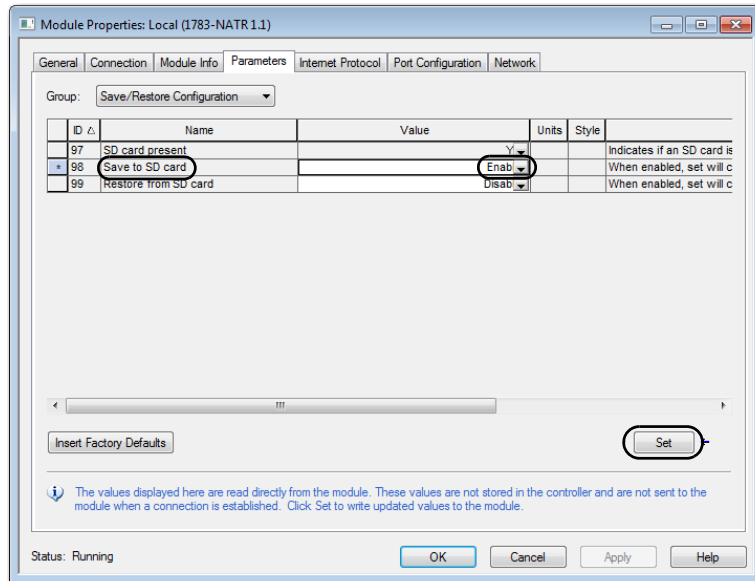 Module Properties: Local (1783-NATR 1.1)
General Connection Module Info Parameters Internet Protocol Port Configuration Network
Group: Save/Restore Configuration
ID Name Value Units Style
97 SD card present Y Indicates if an SD card is
* 98 Save to SD card Enab When enabled, set will c
99 Restore from SD card Disab When enabled, set will c
Insert Factory Defaults Set
The values displayed here are read directly from the module. These values are not stored in the controller and are not sent to the
module when a connection is established. Click Set to write updated values to the module.
Status: Running OK Cancel Apply Help